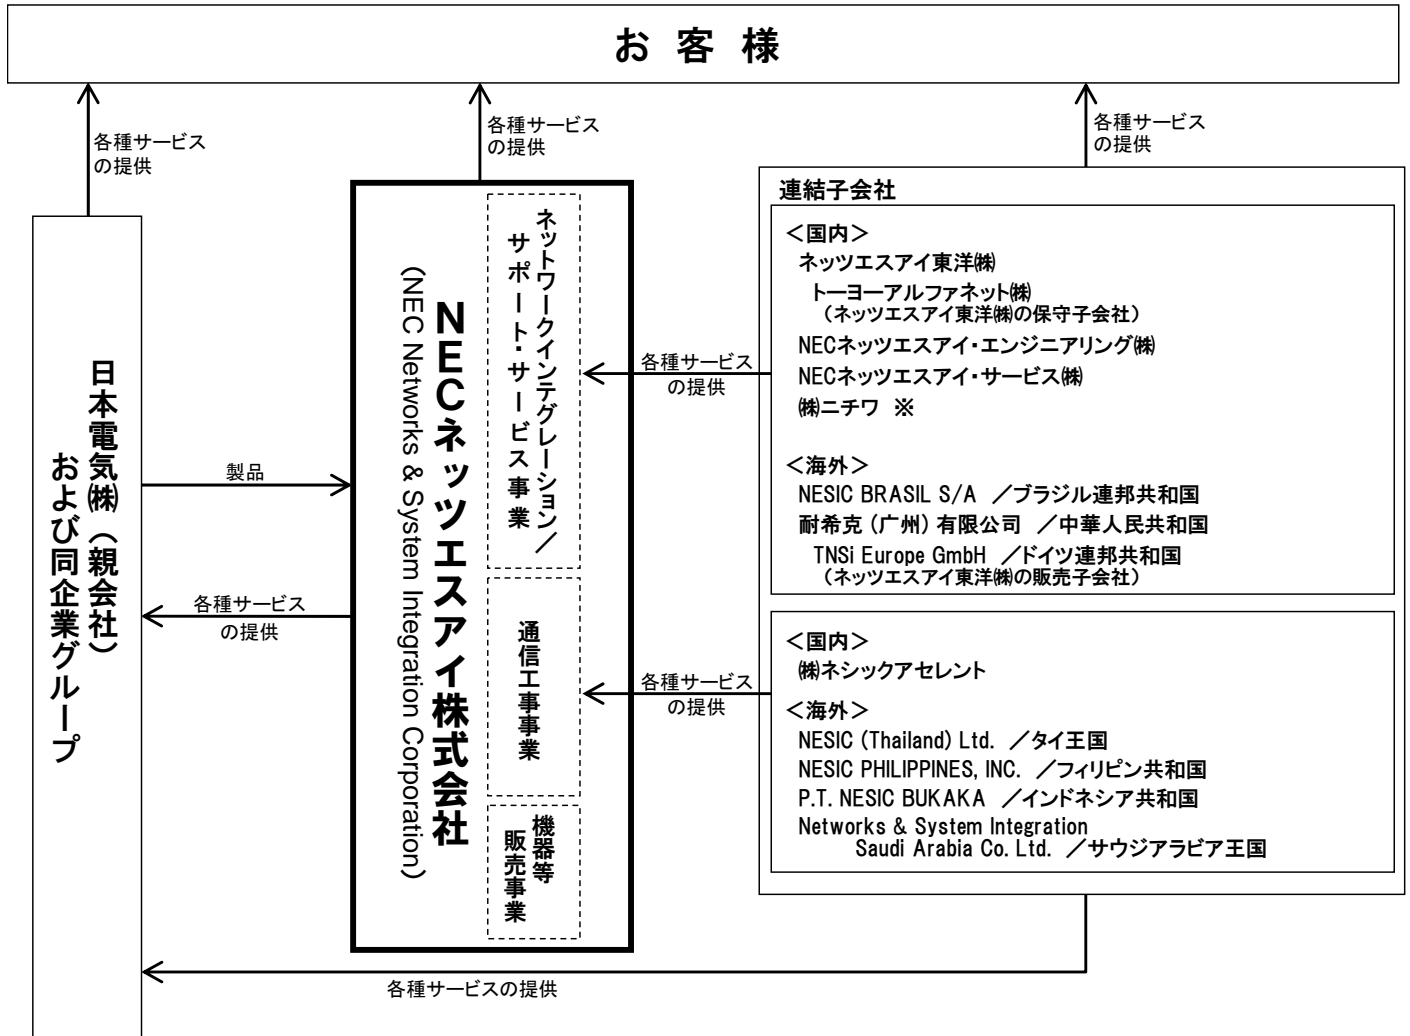 お客様
各種サービス
の提供
各種サービス
の提供
各種サービス
の提供
日本電気㈱（親会社）
および同企業グループ
製品
各種サービス
の提供
NECネッツエスアイ株式会社
(NEC Networks & System Integration Corporation)
ネットワークインテグレーション／
サポート・サービス事業
通信工事事業
機器等
販売事業
各種サービス
の提供
各種サービス
の提供
連結子会社
＜国内＞
ネッツエスアイ東洋㈱
トーヨーアルファネット㈱
（ネッツエスアイ東洋㈱の保守子会社）
NECネッツエスアイ・エンジニアリング㈱
NECネッツエスアイ・サービス㈱
㈱ニチワ ※
＜海外＞
NESIC BRASIL S/A ／ブラジル連邦共和国
耐希克（广州）有限公司 ／中華人民共和国
TNSi Europe GmbH ／ドイツ連邦共和国
（ネッツエスアイ東洋㈱の販売子会社）
＜国内＞
㈱ネシックアセレント
＜海外＞
NESIC (Thailand) Ltd. ／タイ王国
NESIC PHILIPPINES, INC. ／フィリピン共和国
P.T. NESIC BUKAKA ／インドネシア共和国
Networks & System Integration
Saudi Arabia Co. Ltd. ／サウジアラビア王国
各種サービスの提供